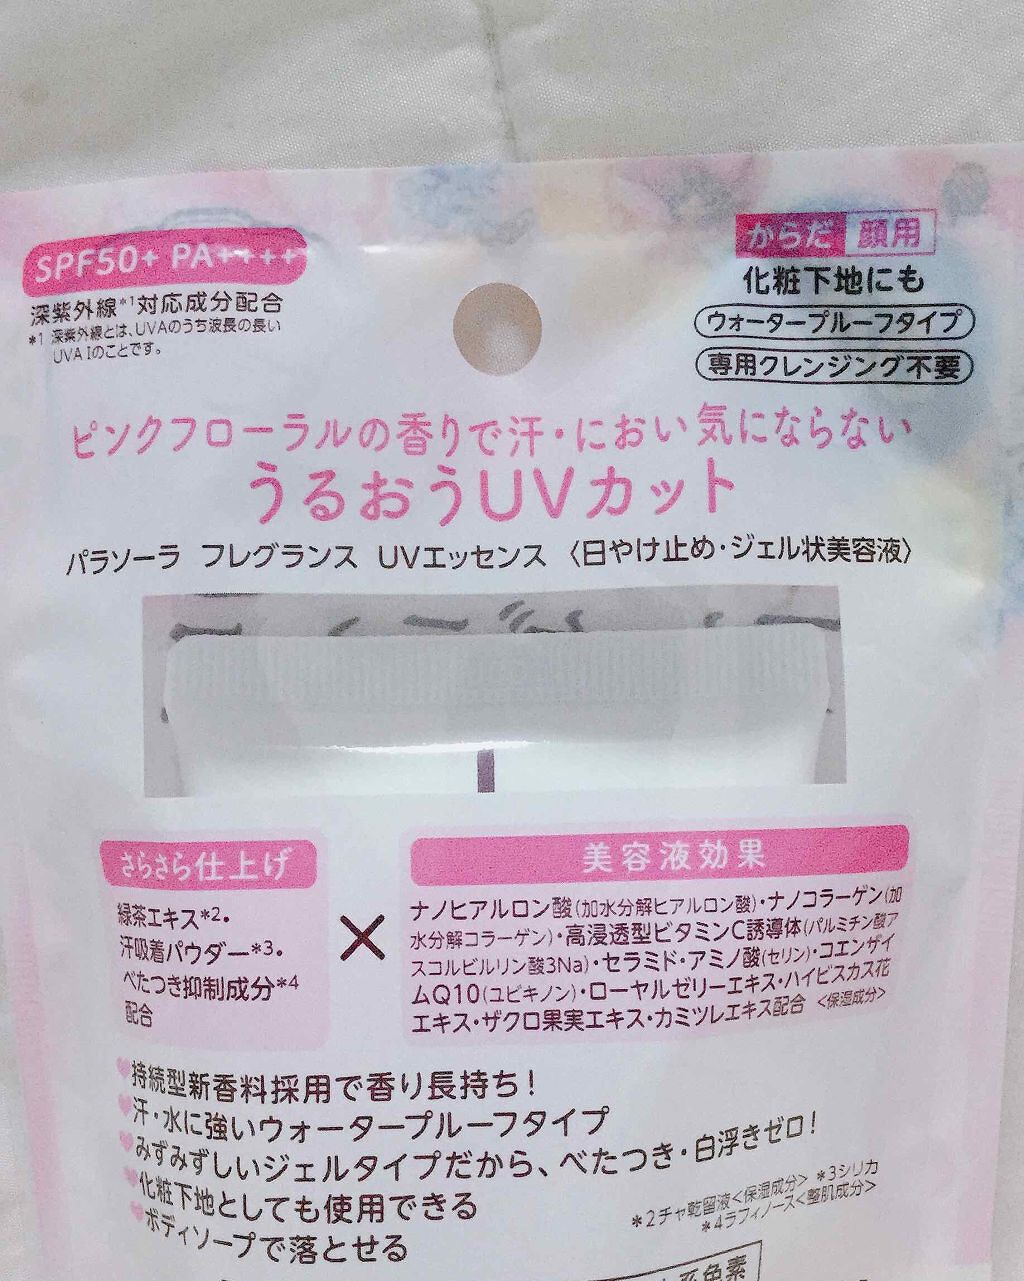 SPF50+ PA++++
深紫外線*1対応成分配合
*1 深紫外線とは、UVAのうち波長の長い
UVA Iのことです。
からだ 顔用
化粧下地にも
ウォータープルーフタイプ
専用クレンジング不要
ピンクフローラルの香りで汗・におい気にならない
うるおうUVカット
パラソーラ フレグランス UVエッセンス 〈日やけ止め・ジェル状美容液〉
さらさら仕上げ
緑茶エキス*2・
汗吸着パウダー*3・
べたつき抑制成分*4
配合
×
美容液効果
ナノヒアルロン酸(加水分解ヒアルロン酸)・ナノコラーゲン(加
水分解コラーゲン)・高浸透型ビタミンC誘導体(パルミチン酸ア
スコルビルリン酸3Na)・セラミド・アミノ酸(セリン)・コエンザイ
ムQ10(ユビキノン)・ローヤルゼリーエキス・ハイビスカス花
エキス・ザクロ果実エキス・カミツレエキス配合 <保湿成分>
持続型新香料採用で香り長持ち!
汗・水に強いウォータープルーフタイプ
みずみずしいジェルタイプだから、べたつき・白浮きゼロ!
化粧下地としても使用できる
ボディソープで落とせる
*2チャ乾留液<保湿成分> *3シリカ
*4ラフィノース<整肌成分>
系色素